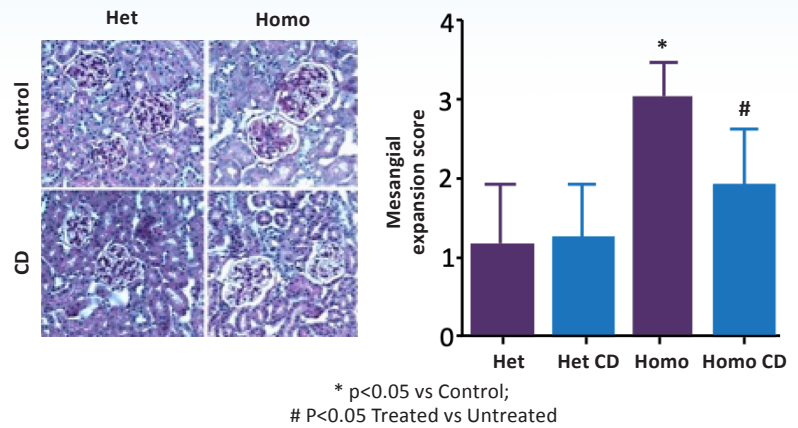 Het Homo
Control
CD
4
3
2
1
0
Mesangial
expansion score
*
#
Het Het CD Homo Homo CD
* p<0.05 vs Control;
# P<0.05 Treated vs Untreated